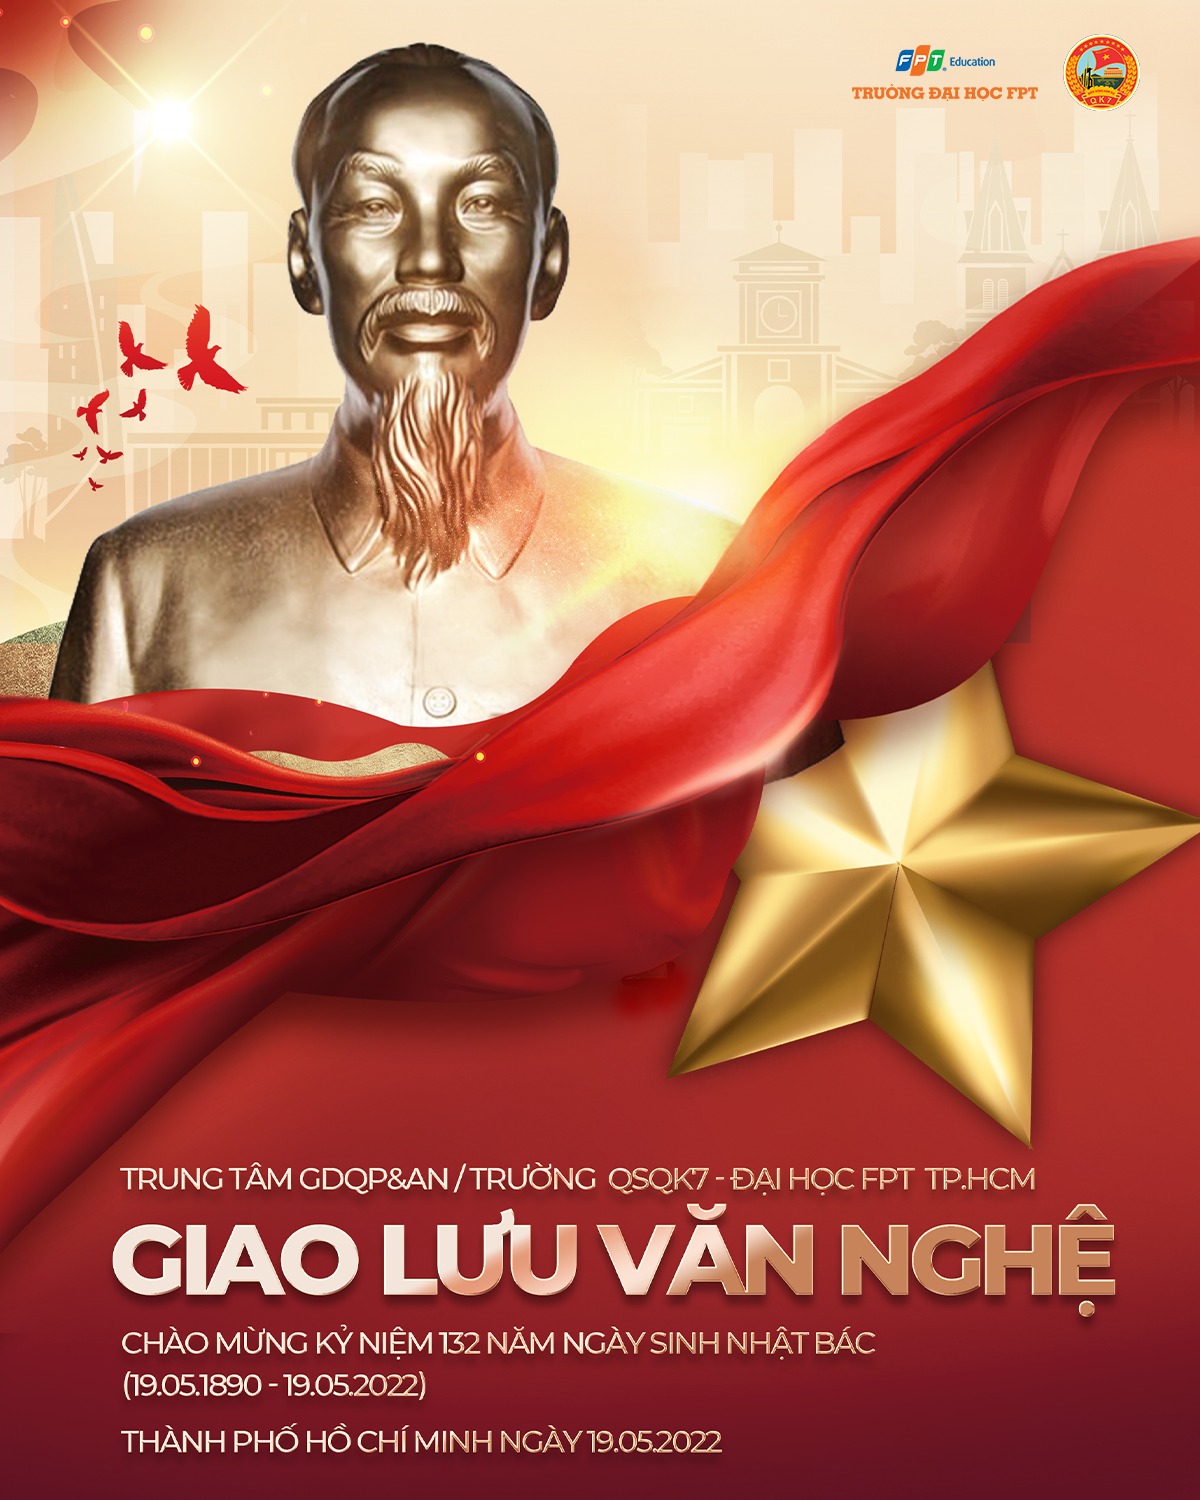 FPT Education
TRƯỜNG ĐẠI HỌC FPT
QK7
TRUNG TÂM GDQP&AN / TRƯỜNG QSQK7 - ĐẠI HỌC FPT TP.HCM
GIAO LƯU VĂN NGHỆ
CHÀO MỪNG KỶ NIỆM 132 NĂM NGÀY SINH NHẬT BÁC
(19.05.1890 - 19.05.2022)
THÀNH PHỐ HỒ CHÍ MINH NGÀY 19.05.2022